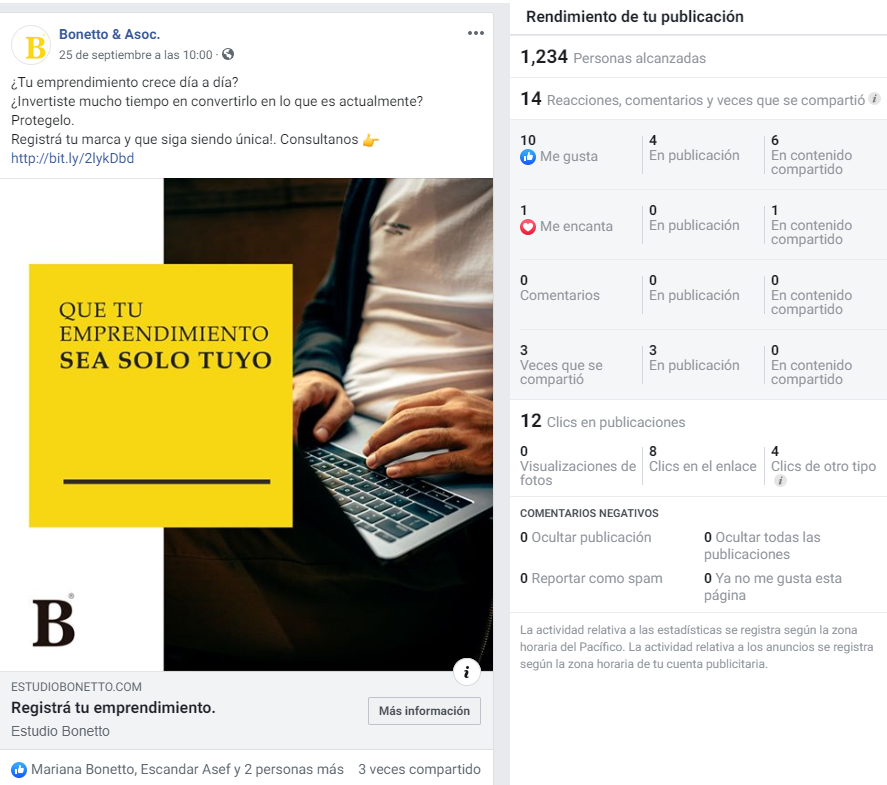 B
Bonetto & Asoc.
25 de septiembre a las 10:00 ·
¿Tu emprendimiento crece día a día?
¿Invertiste mucho tiempo en convertirlo en lo que es actualmente?
Protegelo.
Registrá tu marca y que siga siendo única!. Consultanos 👉
http://bit.ly/2lykDbd
QUE TU
EMPRENDIMIENTO
SEA SOLO TUYO
B®
i
ESTUDIOBONETTO.COM
Registrá tu emprendimiento.
Estudio Bonetto
Más información
Mariana Bonetto, Escandar Asef y 2 personas más 3 veces compartido
Rendimiento de tu publicación
1,234 Personas alcanzadas
14 Reacciones, comentarios y veces que se compartió i
10
Me gusta
4
En publicación
6
En contenido
compartido
1
Me encanta
0
En publicación
1
En contenido
compartido
0
Comentarios
0
En publicación
0
En contenido
compartido
3
Veces que se
compartió
3
En publicación
0
En contenido
compartido
12 Clics en publicaciones
0
Visualizaciones de
fotos
8
Clics en el enlace
4
Clics de otro tipo
i
COMENTARIOS NEGATIVOS
0 Ocultar publicación
0 Ocultar todas las
publicaciones
0 Reportar como spam
0 Ya no me gusta esta
página
La actividad relativa a las estadísticas se registra según la zona
horaria del Pacífico. La actividad relativa a los anuncios se registra
según la zona horaria de tu cuenta publicitaria.